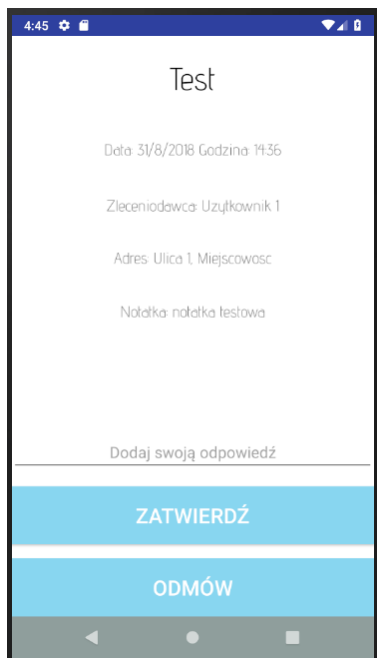 4:45
Test
Data: 31/8/2018 Godzina: 14:36
Zleceniodawca: Uzytkownik 1
Adres: Ulica 1, Miejscowosc
Notatka: notatka testowa
Dodaj swoją odpowiedź
ZATWIERDŹ
ODMÓW